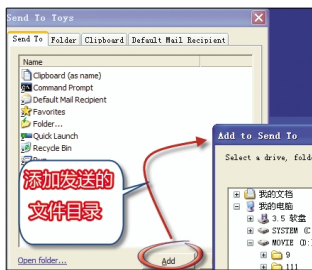 Send To Toys
Send To Folder Clipboard Default Mail Recipient
Name
Clipboard (as name)
Command Prompt
Default Mail Recipient
Favorites
Folder...
Quick Launch
Recycle Bin
Run
添加发送的
文件目录
Open folder...
Add
Add to Send To
Select a drive, folde
我的文档
我的电脑
3.5 软盘
SYSTEM (C
MOVIE (D:
9
111